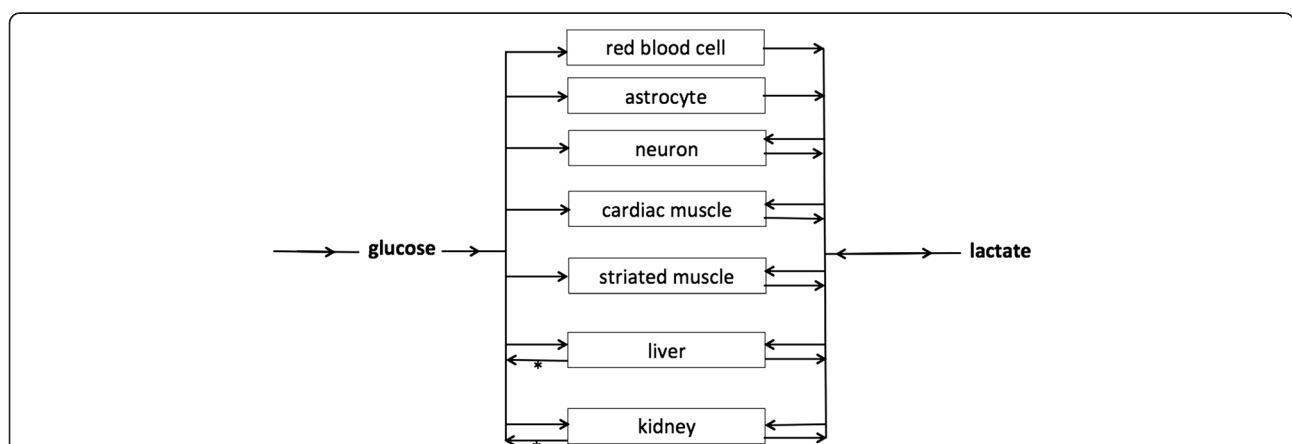 red blood cell
astrocyte
neuron
cardiac muscle
glucose
lactate
striated muscle
liver
*
kidney
*